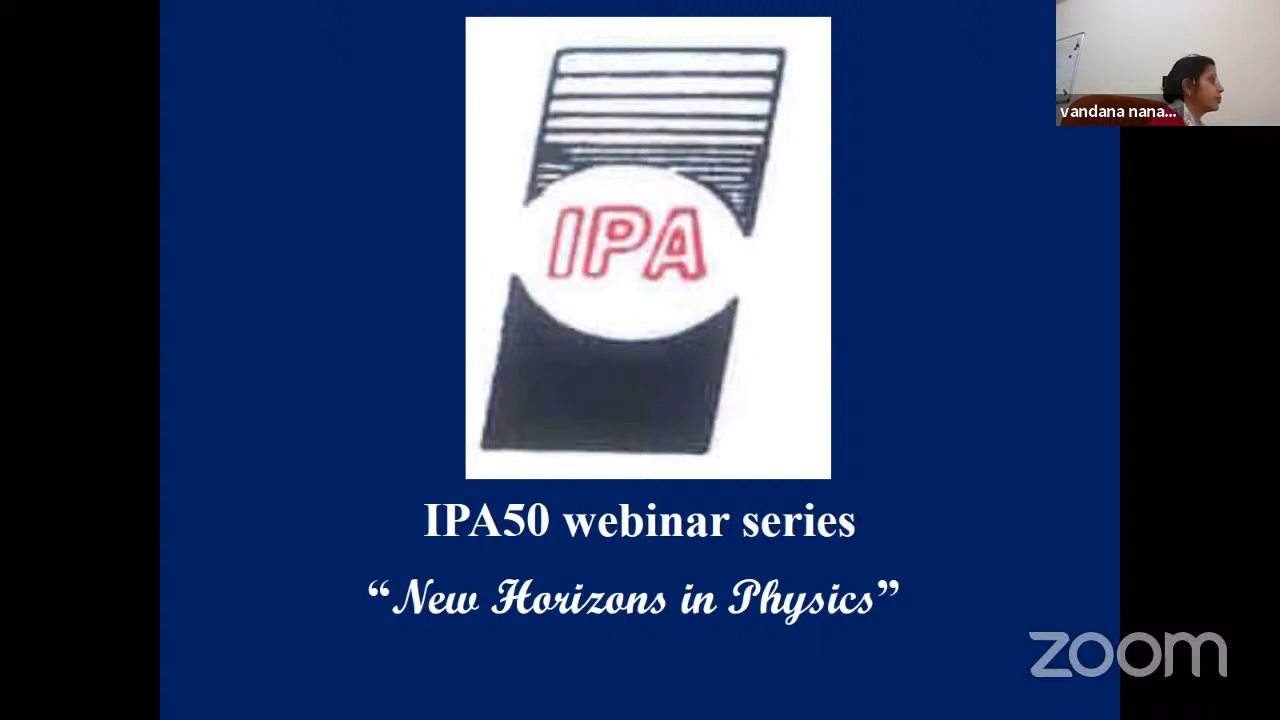 vandana nana...
IPA
IPA50 webinar series
“New Horizons in Physics”
zoom